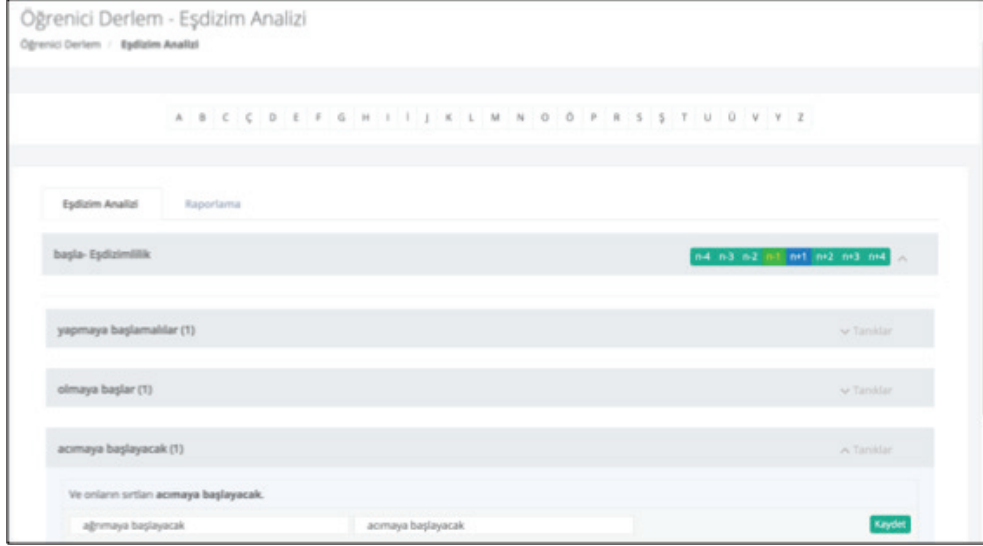 Öğrenici Derlem - Eşdizim Analizi
Öğrenici Derlem / Eşdizim Analizi
A B C Ç D E F G H I İ J K L M N O Ö P R S Ş T U Ü V Y Z
Eşdizim Analizi Raporlama
başla- Eşdizimlilik n-4 n-3 n-2 n-1 n+1 n+2 n+3 n+4
yapmaya başlamalılar (1) Tanıklar
olmaya başlar (1) Tanıklar
acımaya başlayacak (1) Tanıklar
Ve onların sırtları acımaya başlayacak.
ağrımaya başlayacak acımaya başlayacak Kaydet